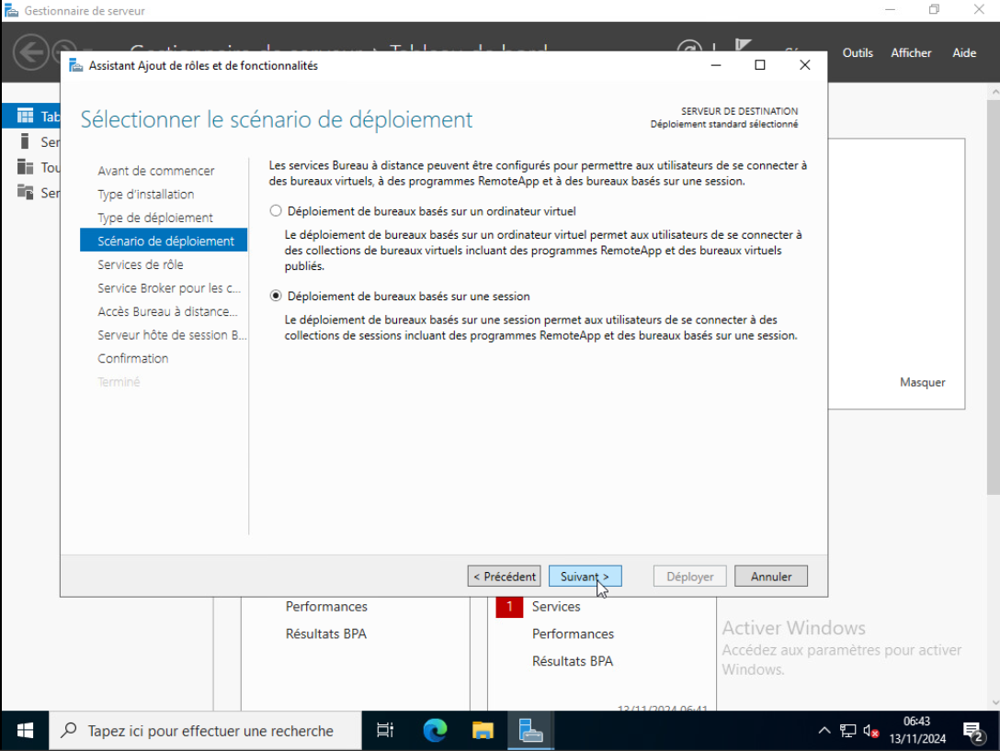 Gestionnaire de serveur
Outils Afficher Aide
Assistant Ajout de rôles et de fonctionnalités
Sélectionner le scénario de déploiement
SERVEUR DE DESTINATION
Déploiement standard sélectionné
Avant de commencer
Type d'installation
Type de déploiement
Scénario de déploiement
Services de rôle
Service Broker pour les c...
Accès Bureau à distance...
Serveur hôte de session B...
Confirmation
Terminé
Les services Bureau à distance peuvent être configurés pour permettre aux utilisateurs de se connecter à
des bureaux virtuels, à des programmes RemoteApp et à des bureaux basés sur une session.
Déploiement de bureaux basés sur un ordinateur virtuel
Le déploiement de bureaux basés sur un ordinateur virtuel permet aux utilisateurs de se connecter à
des collections de bureaux virtuels incluant des programmes RemoteApp et des bureaux virtuels
publiés.
Déploiement de bureaux basés sur une session
Le déploiement de bureaux basés sur une session permet aux utilisateurs de se connecter à des
collections de sessions incluant des programmes RemoteApp et des bureaux basés sur une session.
< Précédent Suivant > Déployer Annuler
Masquer
Performances
Résultats BPA
1 Services
Performances
Résultats BPA
13/11/2024 06:41
Activer Windows
Accédez aux paramètres pour activer
Windows.
Tapez ici pour effectuer une recherche
06:43
13/11/2024
2